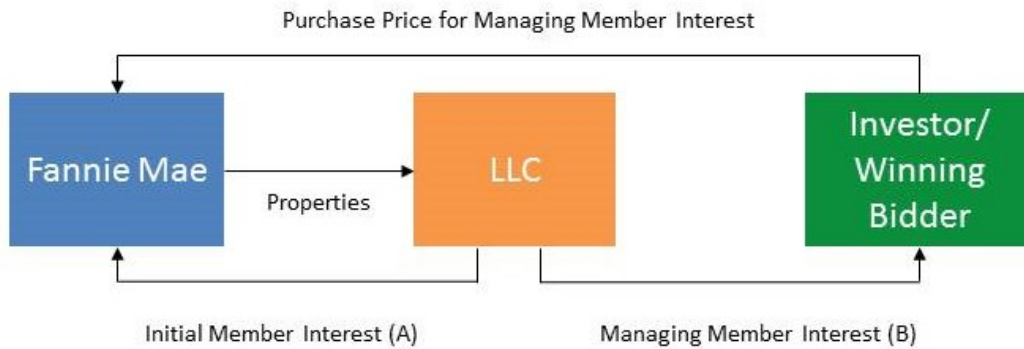 Purchase Price for Managing Member Interest
Fannie Mae
Properties
LLC
Investor/
Winning
Bidder
Initial Member Interest (A)
Managing Member Interest (B)